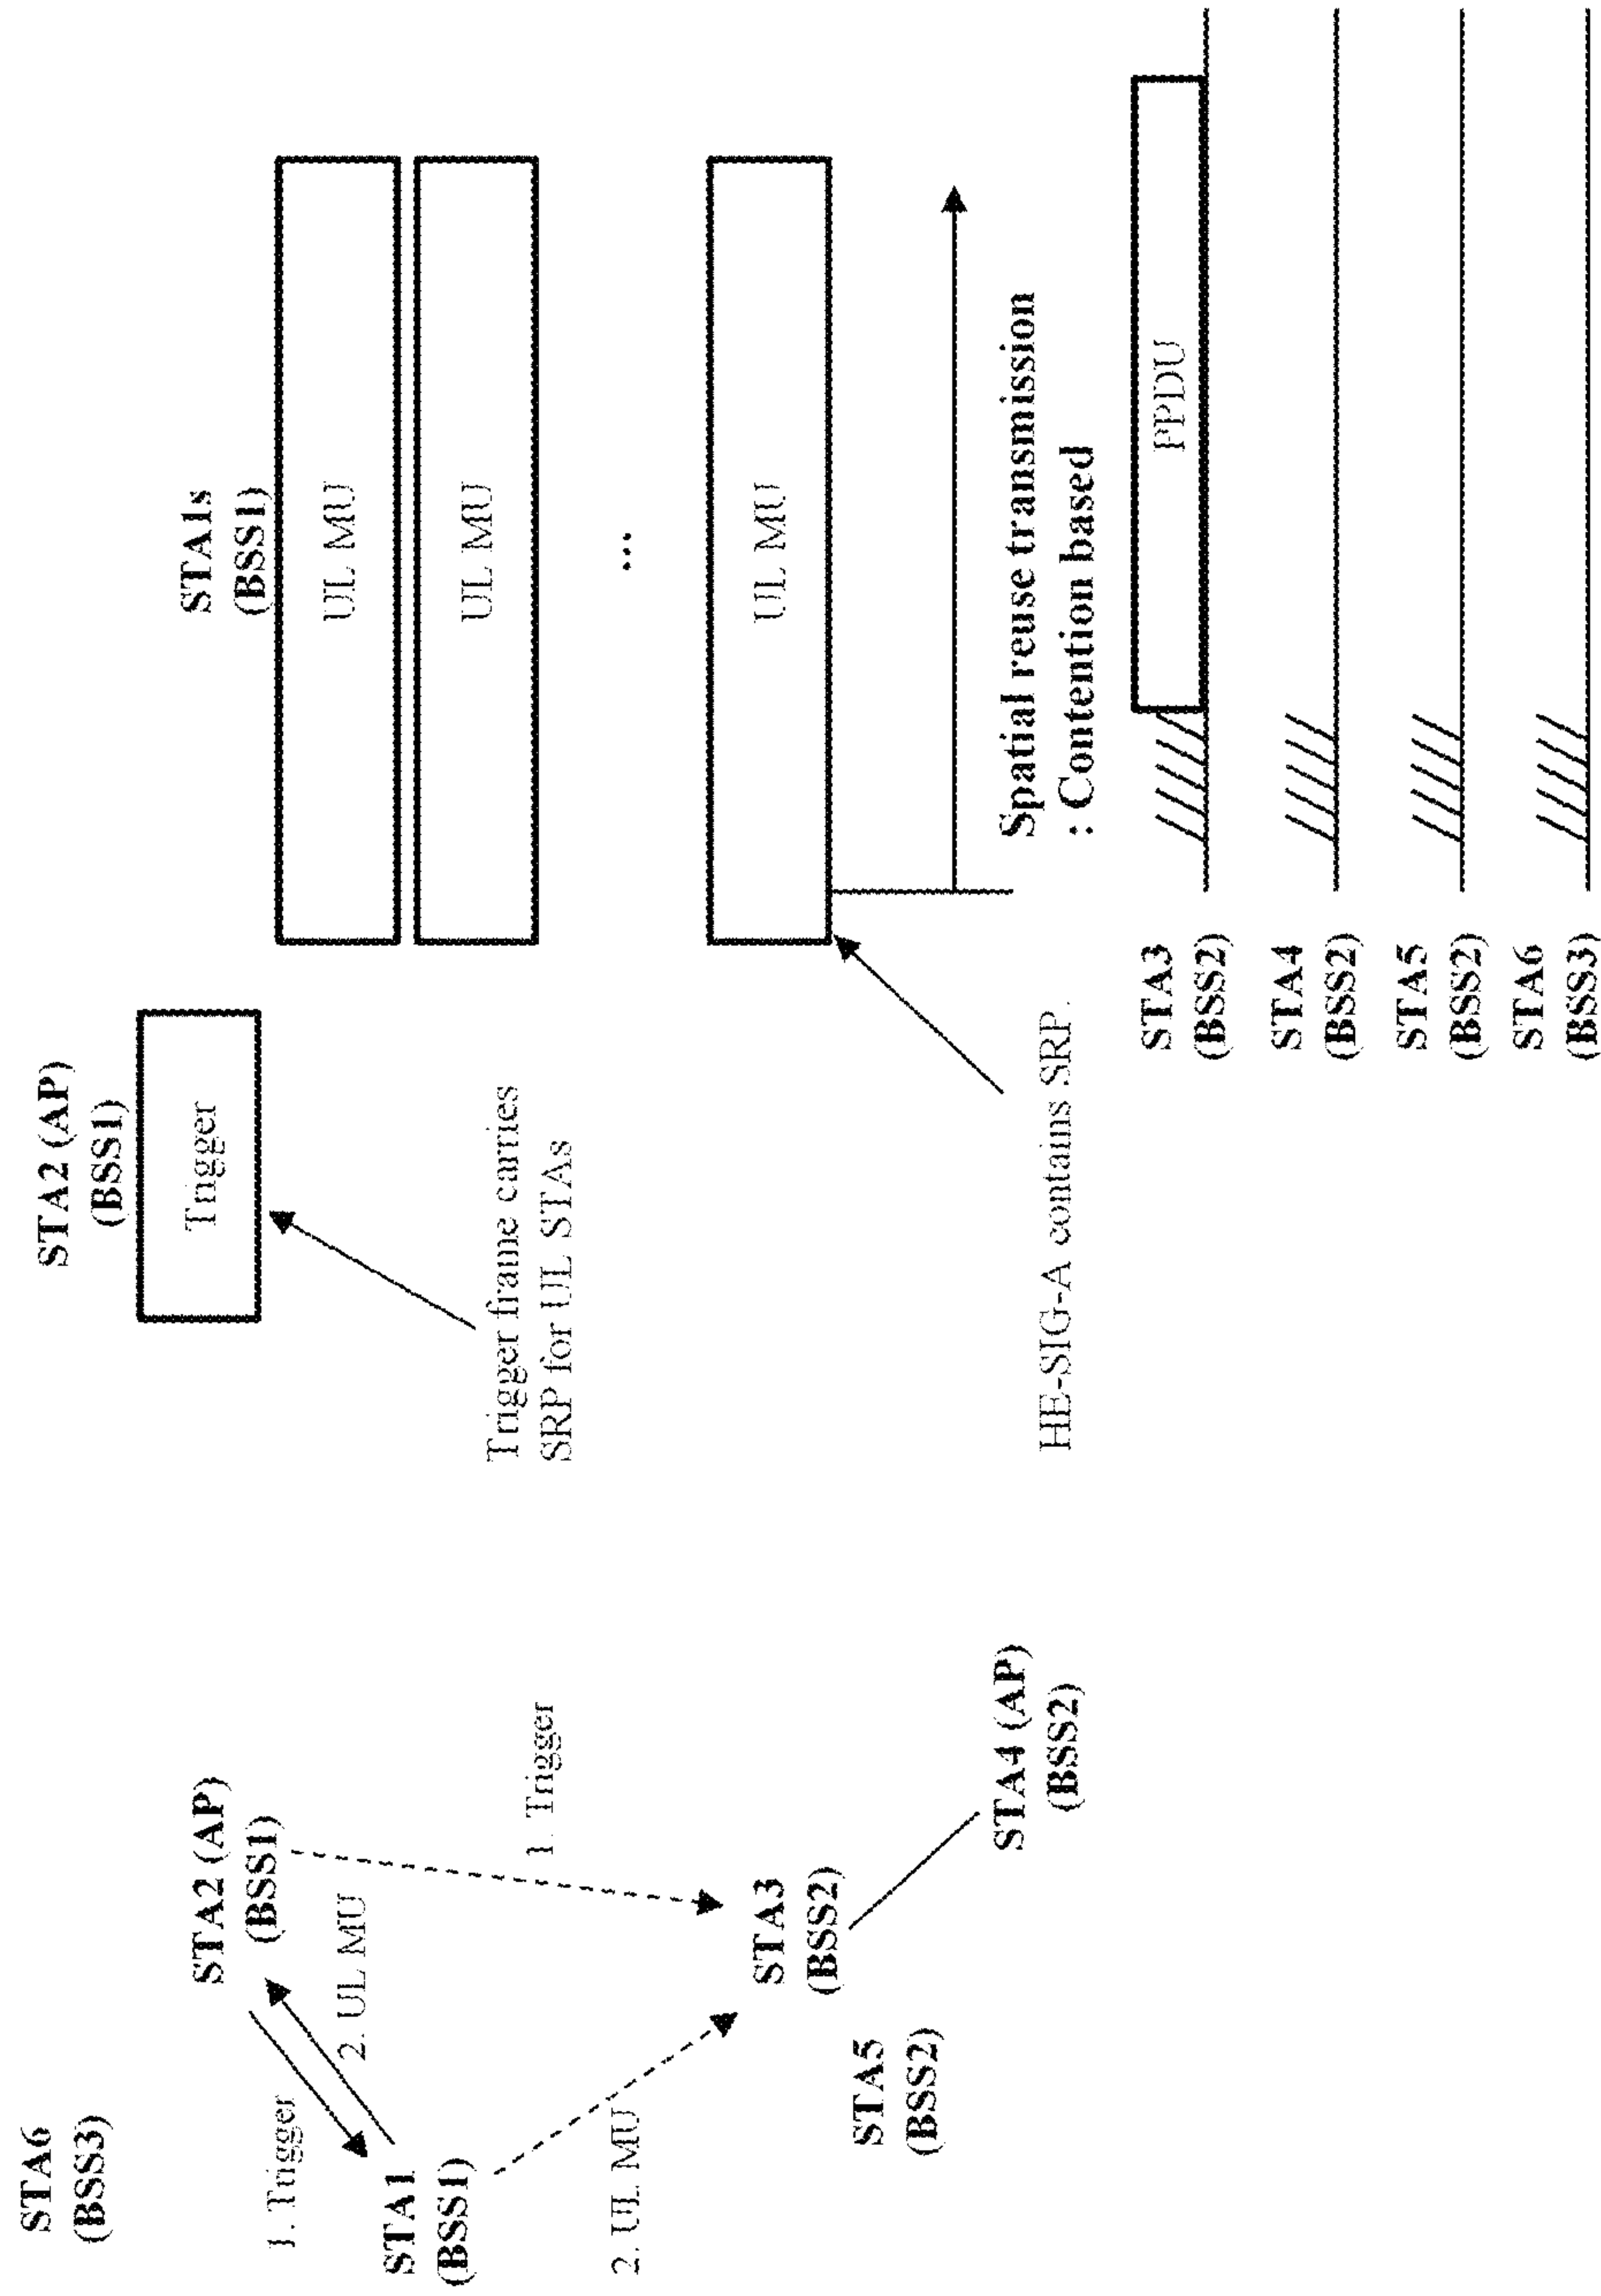 STA6
(BSS3)
STA2 (AP)
(BSS1)
1. Trigger
2. UL MU
STA1
(BSS1)
1. Trigger
2. UL MU
STA3
(BSS2)
STA5
(BSS2)
STA4 (AP)
(BSS2)
STA2 (AP)
(BSS1)
Trigger
Trigger frame carries
SRP for UL STAs
STA1s
(BSS1)
UL MU
UL MU
...
UL MU
HE-SIG-A contains SRP.
Spatial reuse transmission
: Contention based
STA3
(BSS2)
PPDU
STA4
(BSS2)
STA5
(BSS2)
STA6
(BSS3)